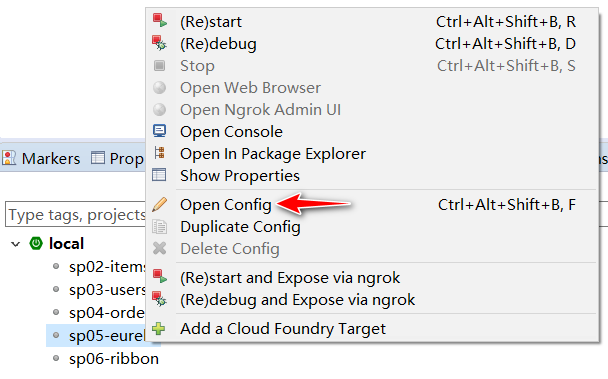 (Re)start Ctrl+Alt+Shift+B, R
(Re)debug Ctrl+Alt+Shift+B, D
Stop Ctrl+Alt+Shift+B, S
Open Web Browser
Open Ngrok Admin UI
Open Console
Open In Package Explorer
Show Properties
Open Config Ctrl+Alt+Shift+B, F
Duplicate Config
Delete Config
(Re)start and Expose via ngrok
(Re)debug and Expose via ngrok
Add a Cloud Foundry Target
Markers
Type tags, projects
local
sp02-items
sp03-users
sp04-orde
sp05-eurel
sp06-ribbon